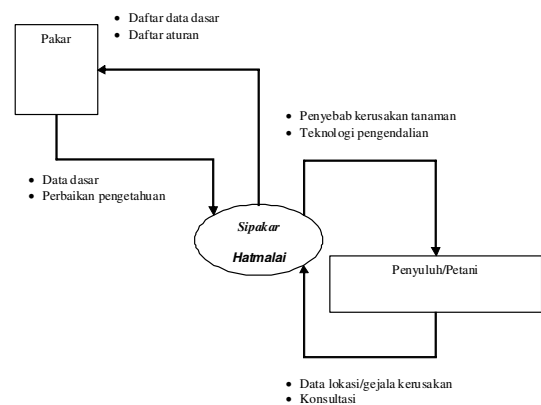 • Daftar data dasar
• Daftar aturan
Pakar
• Penyebab kerusakan tanaman
• Teknologi pengendalian
• Data dasar
• Perbaikan pengetahuan
Sipakar
Hatmalai
Penyuluh/Petani
• Data lokasi/gejala kerusakan
• Konsultasi